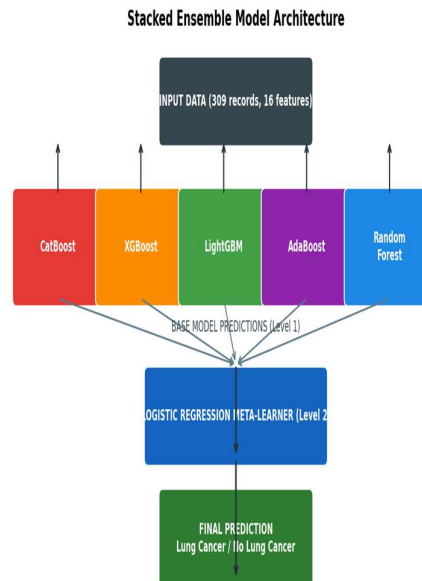 Stacked Ensemble Model Architecture
INPUT DATA (309 records, 16 features)
CatBoost
XGBoost
LightGBM
AdaBoost
Random
Forest
BASE MODEL PREDICTIONS (Level 1)
LOGISTIC REGRESSION META-LEARNER (Level 2
FINAL PREDICTION
Lung Cancer / No Lung Cancer